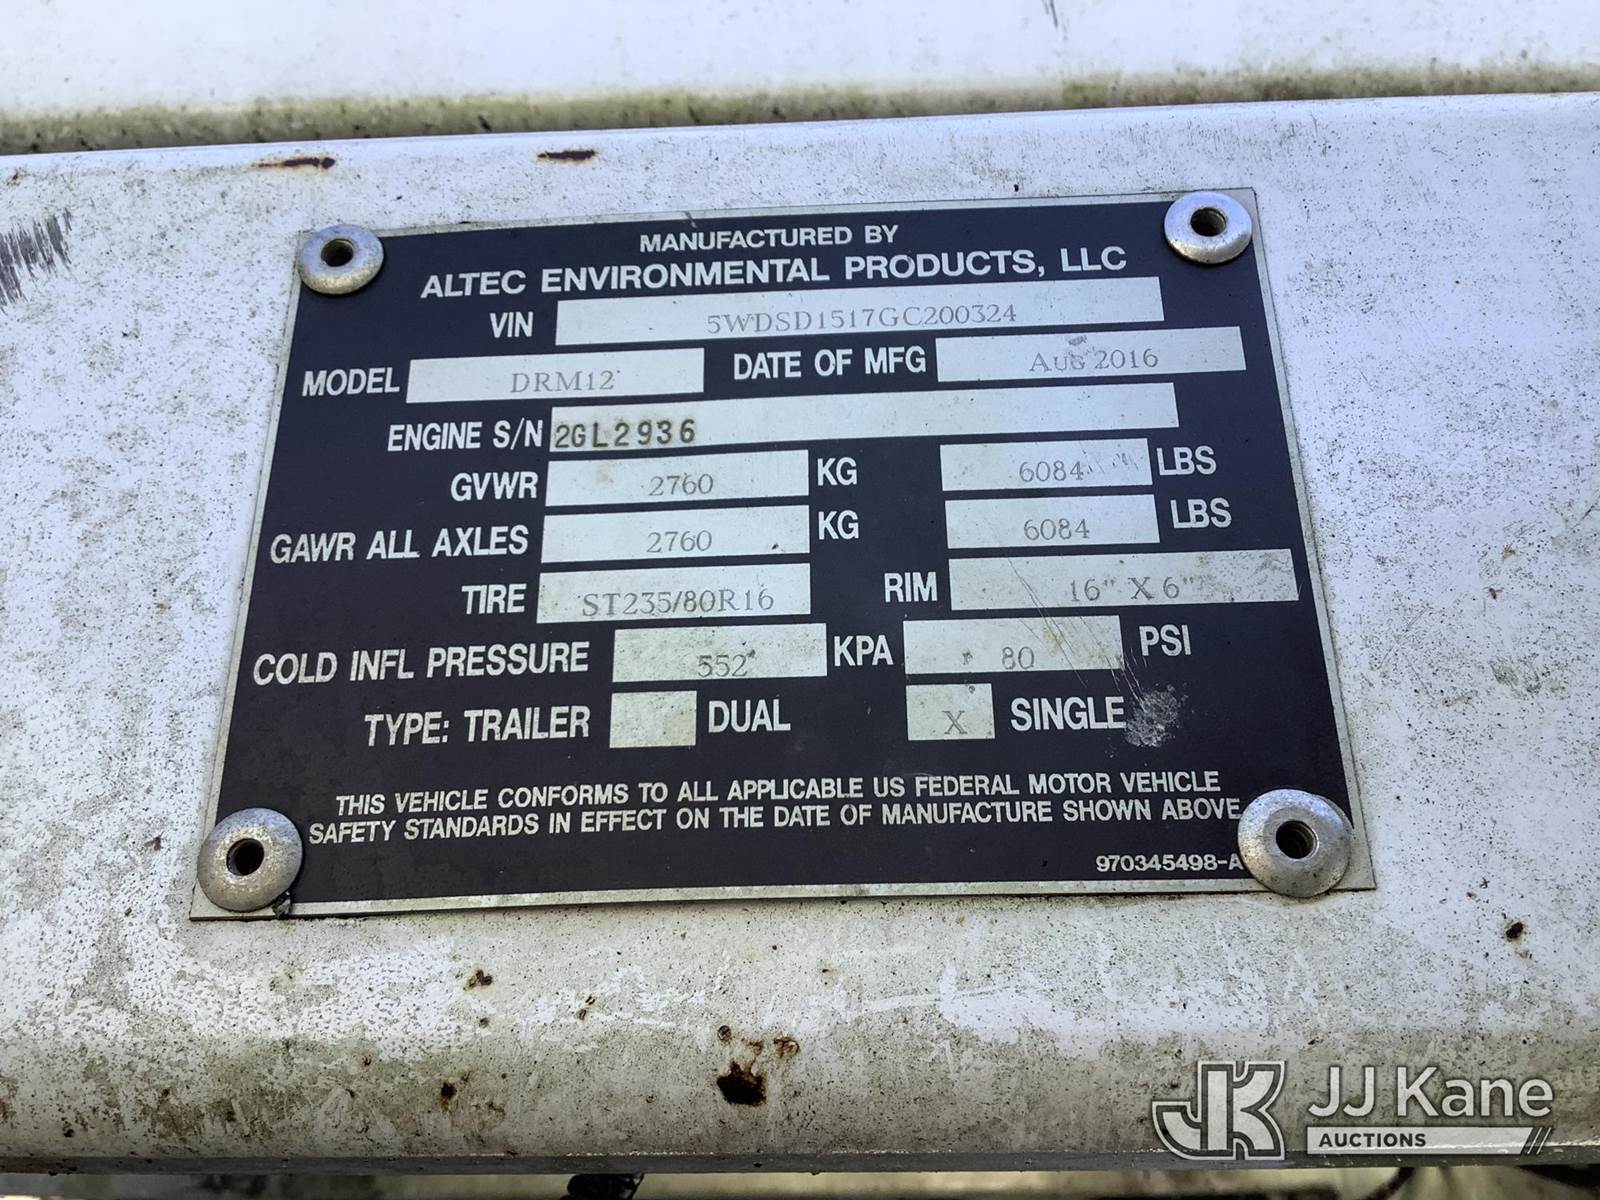 MANUFACTURED BY
ALTEC ENVIRONMENTAL PRODUCTS, LLC
VIN 5WDSD1517GC200324
MODEL DRM12 DATE OF MFG AUG 2016
ENGINE S/N 2GL2936
GVWR 2760 KG 6084 LBS
GAWR ALL AXLES 2760 KG 6084 LBS
TIRE ST235/80R16 RIM 16" X 6"
COLD INFL PRESSURE 552 KPA 80 PSI
TYPE: TRAILER DUAL X SINGLE
THIS VEHICLE CONFORMS TO ALL APPLICABLE US FEDERAL MOTOR VEHICLE
SAFETY STANDARDS IN EFFECT ON THE DATE OF MANUFACTURE SHOWN ABOVE
970345498-A
JK JJ Kane
AUCTIONS